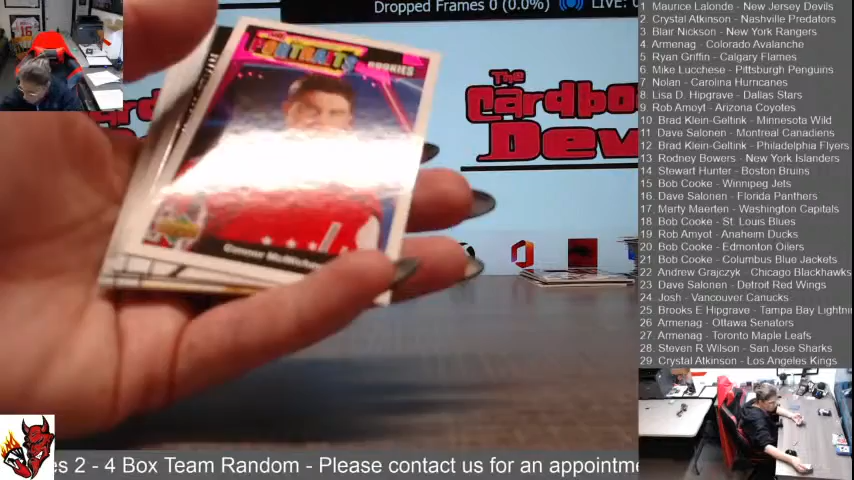 Dropped Frames 0 (0.0%)
LIVE:
PORTRAITS
ROOKIES
The
Cardbo
Dev
1 Maurice Lalonde - New Jersey Devils
2 Crystal Atkinson - Nashville Predators
3 Blair Nickson - New York Rangers
4 Armenag - Colorado Avalanche
5 Ryan Griffin - Calgary Flames
6 Mike Lucchese - Pittsburgh Penguins
7 Nolan - Carolina Hurricanes
8 Lisa D. Hipgrave - Dallas Stars
9 Rob Amoyt - Arizona Coyotes
10 Brad Klein-Geltink - Minnesota Wild
11 Dave Salonen - Montreal Canadiens
12 Brad Klein-Geltink - Philadelphia Flyers
13 Rodney Bowers - New York Islanders
14 Stewart Hunter - Boston Bruins
15 Bob Cooke - Winnipeg Jets
16 Dave Salonen - Florida Panthers
17 Marty Maerten - Washington Capitals
18 Bob Cooke - St. Louis Blues
19 Rob Amyot - Anaheim Ducks
20 Bob Cooke - Edmonton Oilers
21 Bob Cooke - Columbus Blue Jackets
22 Andrew Grajczyk - Chicago Blackhawks
23 Dave Salonen - Detroit Red Wings
24 Josh - Vancouver Canucks
25 Brooks E Hipgrave - Tampa Bay Lightnin
26 Armenag - Ottawa Senators
27 Armenag - Toronto Maple Leafs
28 Steven R Wilson - San Jose Sharks
29 Crystal Atkinson - Los Angeles Kings
es 2 - 4 Box Team Random - Please contact us for an appointme